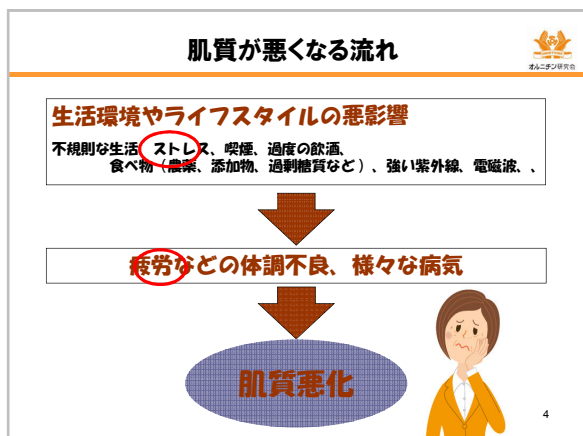 肌質が悪くなる流れ
オルニチン研究会
生活環境やライフスタイルの悪影響
不規則な生活、ストレス、喫煙、過度の飲酒、
食べ物（農薬、添加物、過剰糖質など）、強い紫外線、電磁波、、
疲労などの体調不良、様々な病気
肌質悪化
4